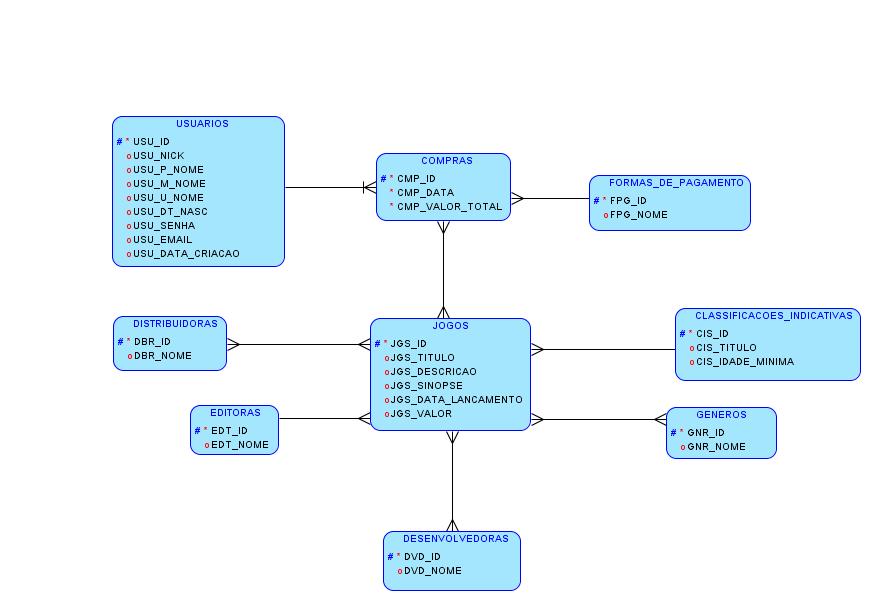 USUARIOS
# * USU_ID
o USU_NICK
o USU_P_NOME
o USU_M_NOME
o USU_U_NOME
o USU_DT_NASC
o USU_SENHA
o USU_EMAIL
o USU_DATA_CRIACAO
COMPRAS
# * CMP_ID
* CMP_DATA
* CMP_VALOR_TOTAL
FORMAS_DE_PAGAMENTO
# * FPG_ID
o FPG_NOME
DISTRIBUIDORAS
# * DBR_ID
o DBR_NOME
JOGOS
# * JGS_ID
o JGS_TITULO
o JGS_DESCRICAO
o JGS_SINOPSE
o JGS_DATA_LANCAMENTO
o JGS_VALOR
CLASSIFICACOES_INDICATIVAS
# * CIS_ID
o CIS_TITULO
o CIS_IDADE_MINIMA
EDITORAS
# * EDT_ID
o EDT_NOME
GENEROS
# * GNR_ID
o GNR_NOME
DESENVOLVEDORAS
# * DVD_ID
o DVD_NOME